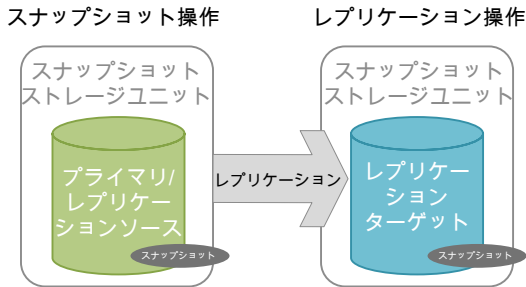 スナップショット操作
レプリケーション操作
スナップショット
ストレージユニット
プライマリ/
レプリケー
ションソース
スナップショット
レプリケーション
スナップショット
ストレージユニット
レプリケー
ション
ターゲット
スナップショット